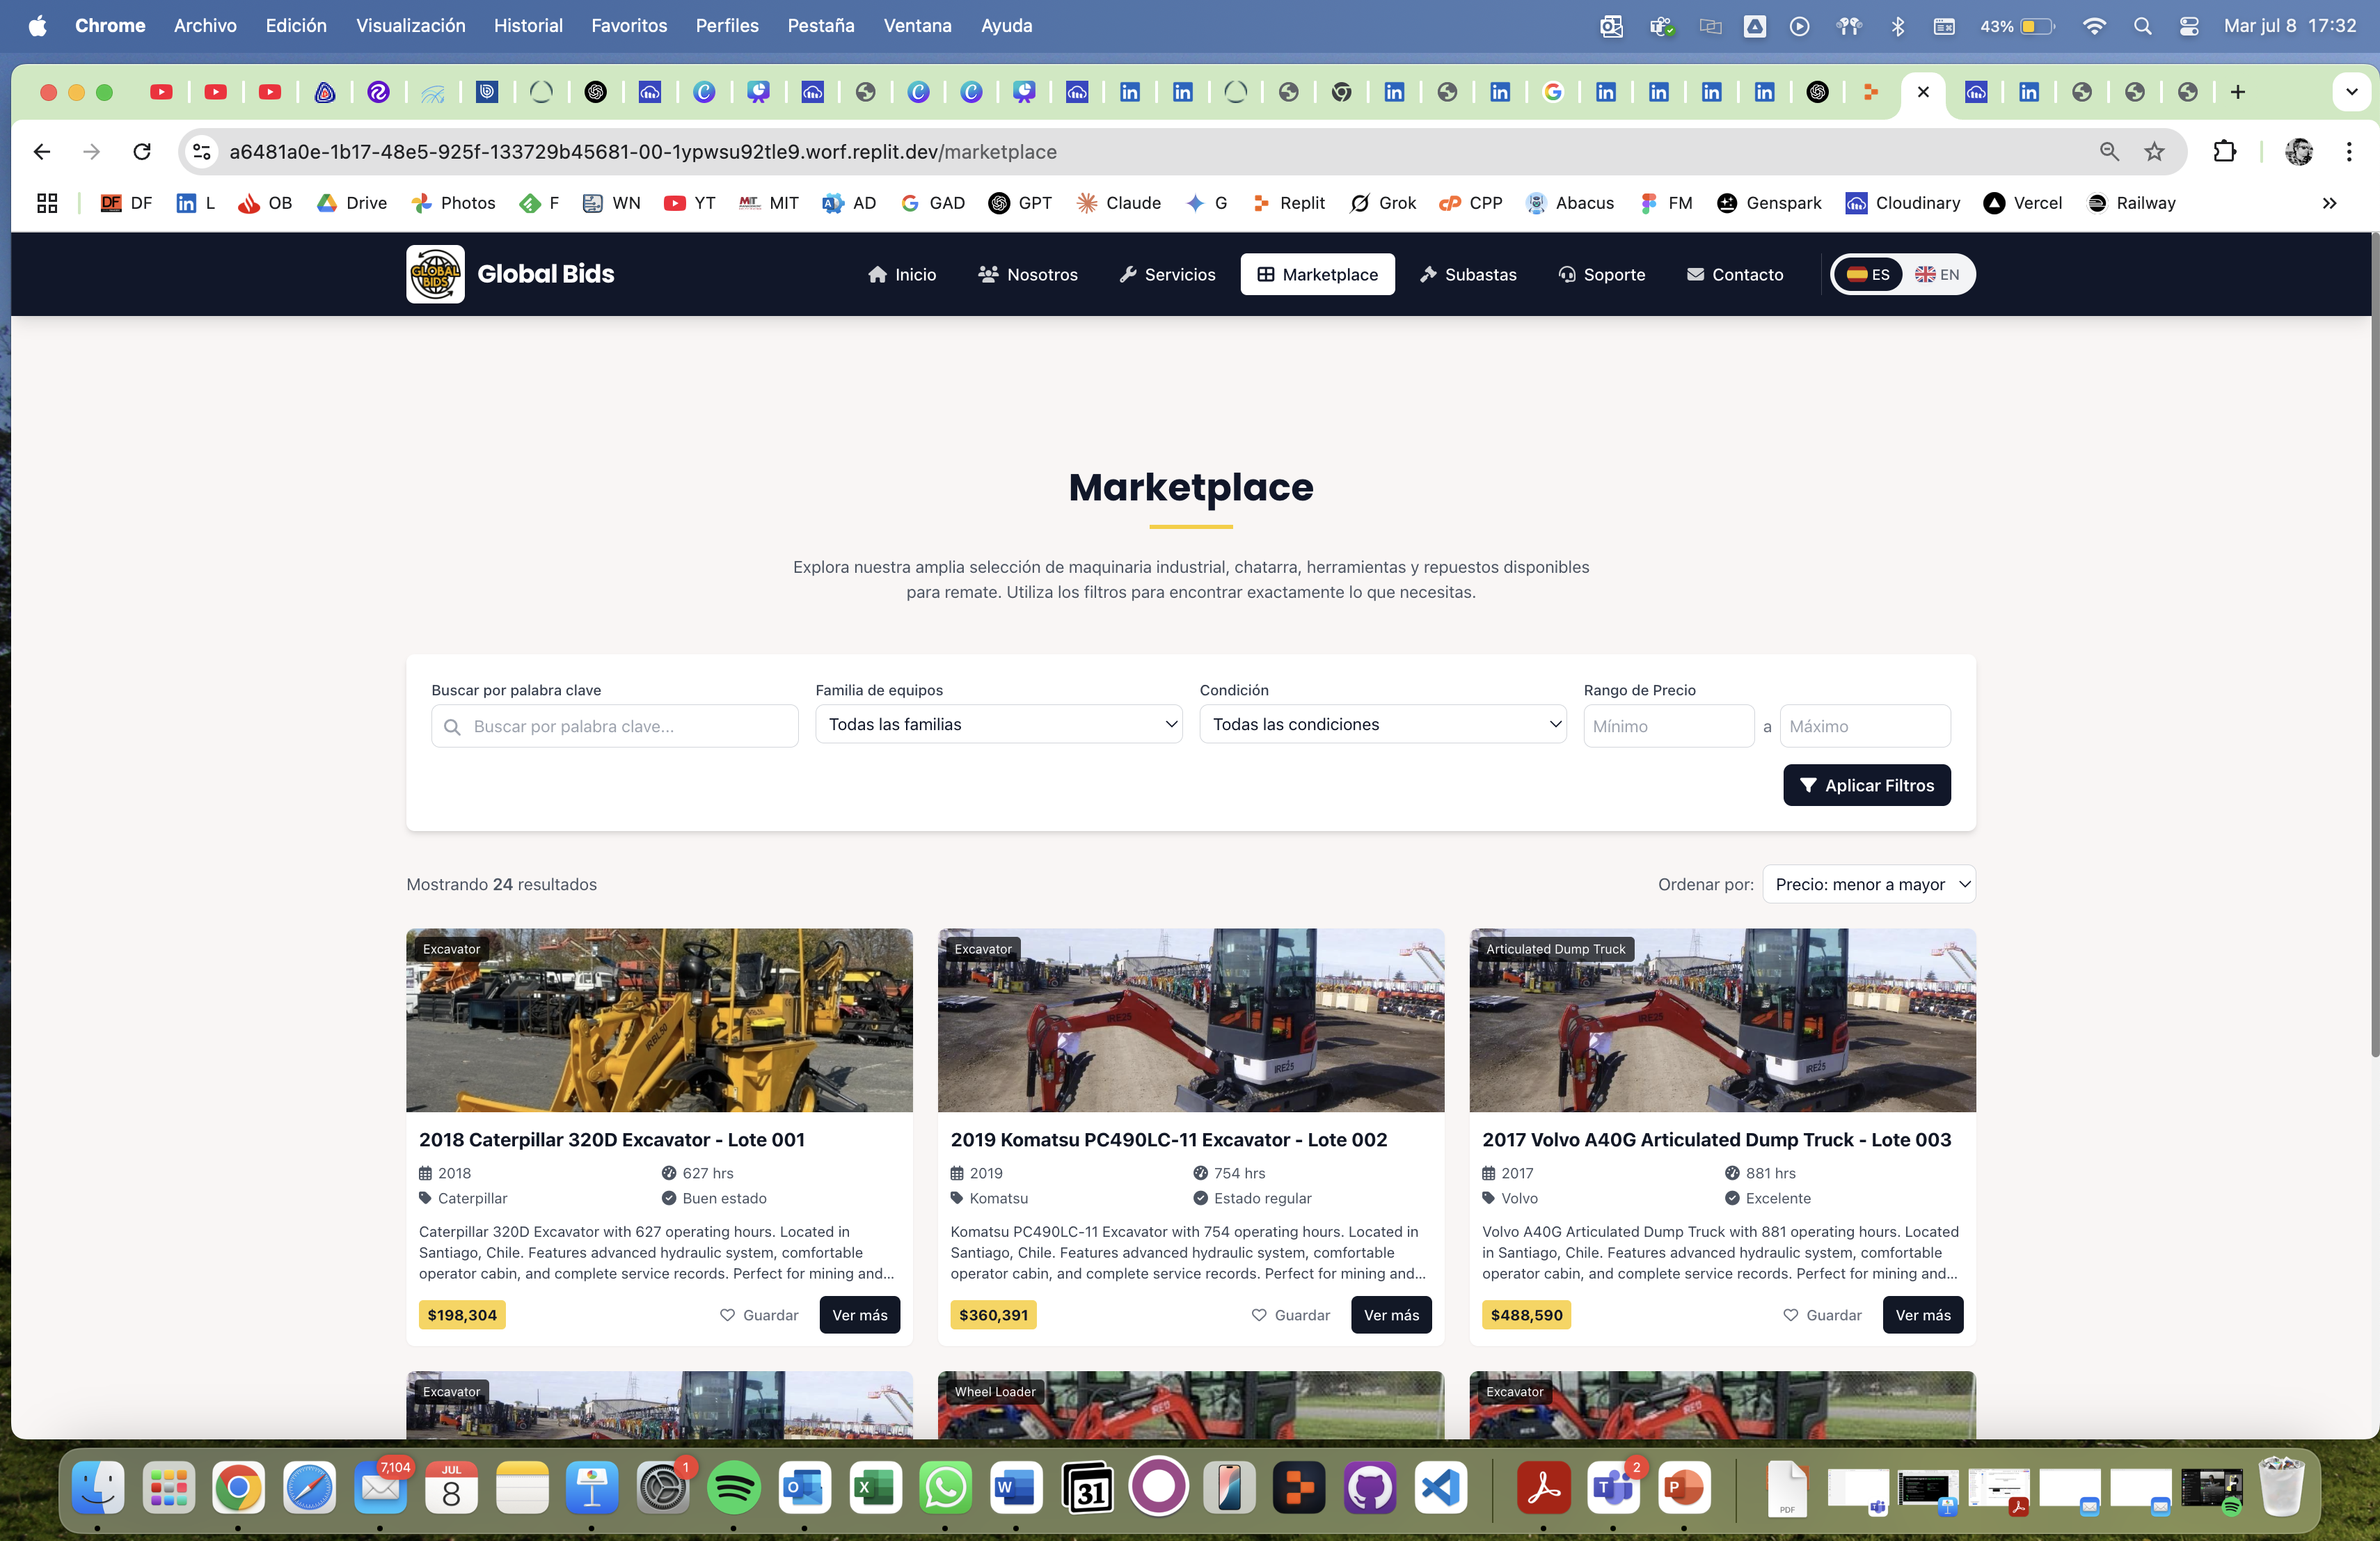 Chrome Archivo Edición Visualización Historial Favoritos Perfiles Pestaña Ventana Ayuda
43% Mar jul 8 17:32
a6481a0e-1b17-48e5-925f-133729b45681-00-1ypwsu92tle9.worf.replit.dev/marketplace
DF L OB Drive Photos F WN YT MIT AD GAD GPT Claude G Replit Grok CPP Abacus FM Genspark Cloudinary Vercel Railway
GLOBAL BIDS
Global Bids
Inicio Nosotros Servicios Marketplace Subastas Soporte Contacto ES EN
Marketplace
Explora nuestra amplia selección de maquinaria industrial, chatarra, herramientas y repuestos disponibles
para remate. Utiliza los filtros para encontrar exactamente lo que necesitas.
Buscar por palabra clave Familia de equipos Condición Rango de Precio
Buscar por palabra clave... Todas las familias Todas las condiciones Mínimo a Máximo
Aplicar Filtros
Mostrando 24 resultados
Ordenar por: Precio: menor a mayor
Excavator
IRBL50
2018 Caterpillar 320D Excavator - Lote 001
2018 627 hrs
Caterpillar Buen estado
Caterpillar 320D Excavator with 627 operating hours. Located in
Santiago, Chile. Features advanced hydraulic system, comfortable
operator cabin, and complete service records. Perfect for mining and...
$198,304 Guardar Ver más
Excavator
IRE25
IRE25
2019 Komatsu PC490LC-11 Excavator - Lote 002
2019 754 hrs
Komatsu Estado regular
Komatsu PC490LC-11 Excavator with 754 operating hours. Located in
Santiago, Chile. Features advanced hydraulic system, comfortable
operator cabin, and complete service records. Perfect for mining and...
$360,391 Guardar Ver más
Articulated Dump Truck
IRE25
IRE25
2017 Volvo A40G Articulated Dump Truck - Lote 003
2017 881 hrs
Volvo Excelente
Volvo A40G Articulated Dump Truck with 881 operating hours. Located
in Santiago, Chile. Features advanced hydraulic system, comfortable
operator cabin, and complete service records. Perfect for mining and...
$488,590 Guardar Ver más
Excavator
Wheel Loader
Excavator
7,104
JUL
8
1
31
2
PDF